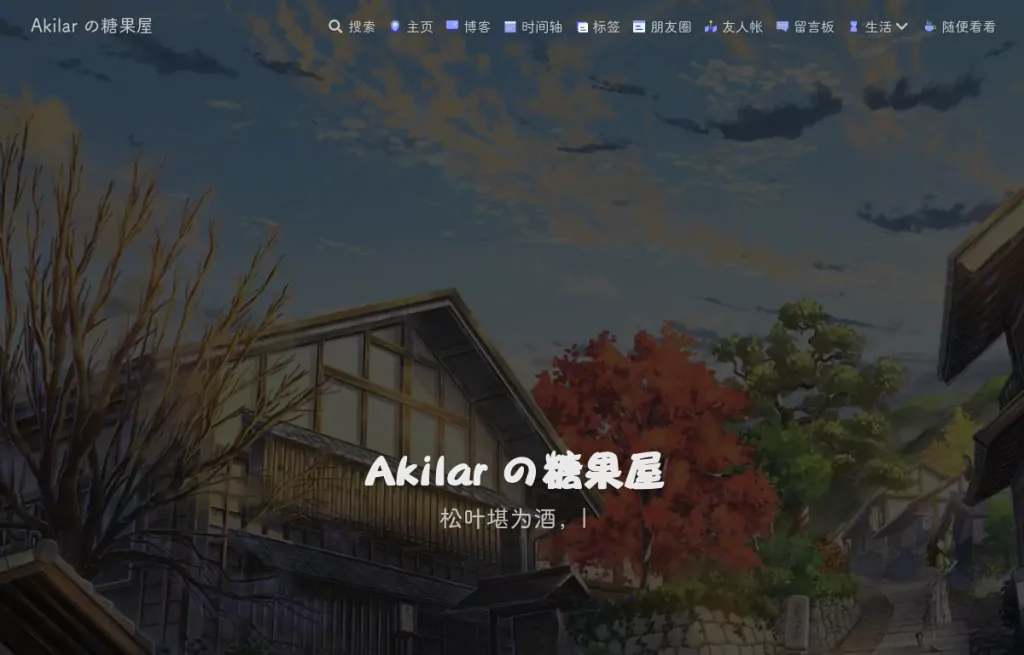 Akilar の糖果屋 搜索 主页 博客 时间轴 标签 朋友圈 友人帐 留言板 生活 随便看看
Akilar の糖果屋
松叶堪为酒，|